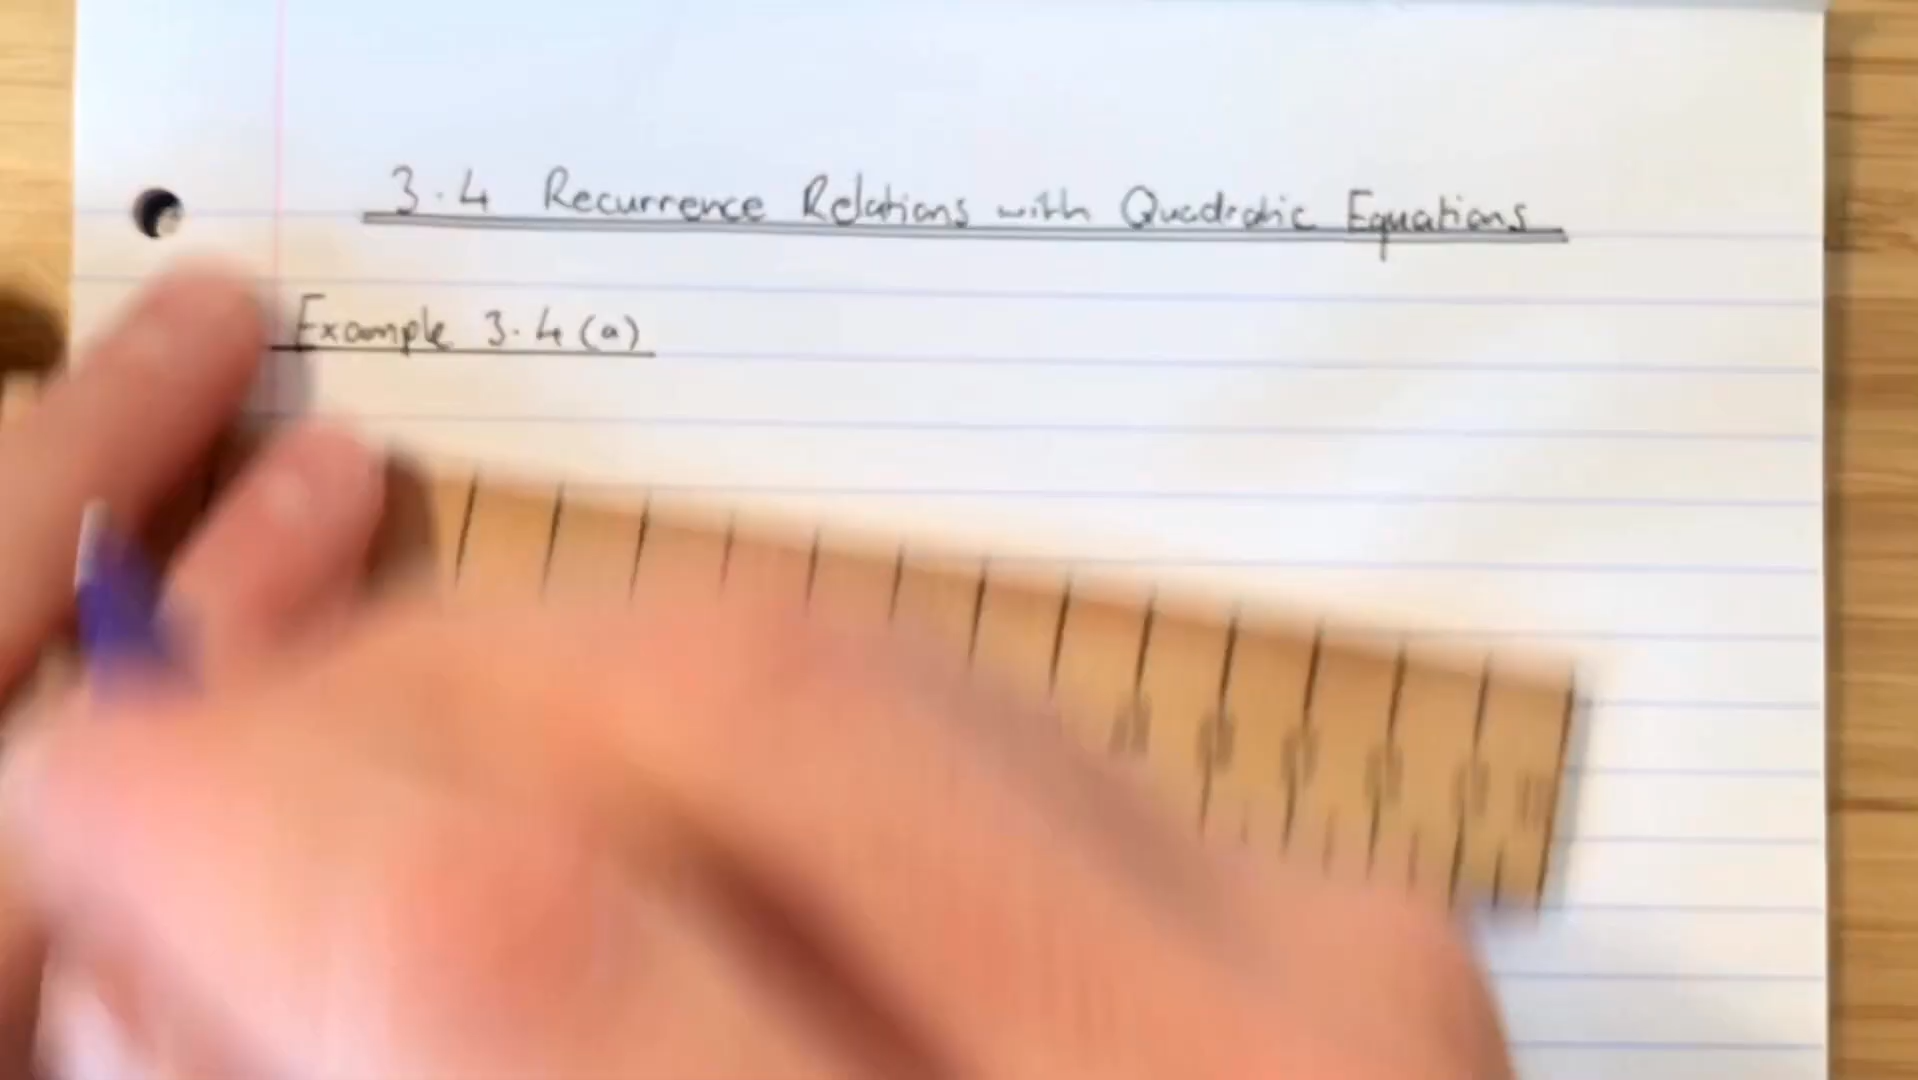 3.4 Recurrence Relations with Quadratic Equations
Example 3.4(a)